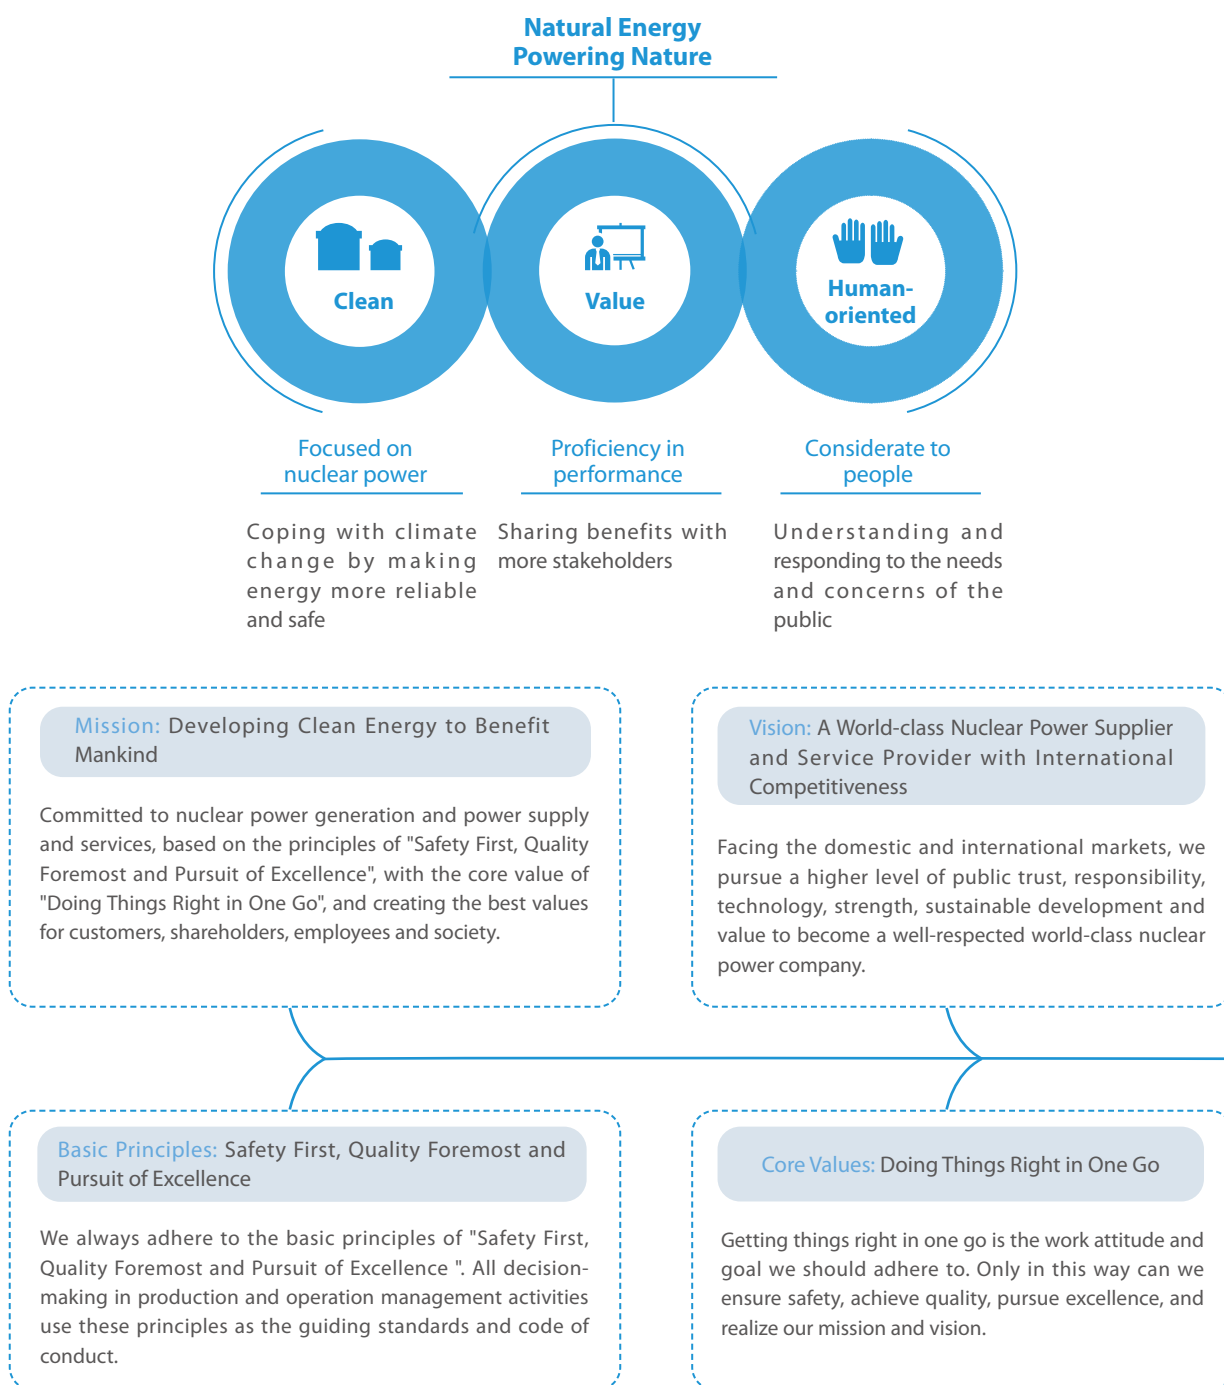 Natural Energy
Powering Nature
Clean
Value
Human-
oriented
Focused on
nuclear power
Proficiency in
performance
Considerate to
people
Coping with climate
change by making
energy more reliable
and safe
Sharing benefits with
more stakeholders
Understanding and
responding to the needs
and concerns of the
public
Mission: Developing Clean Energy to Benefit
Mankind
Committed to nuclear power generation and power supply
and services, based on the principles of "Safety First, Quality
Foremost and Pursuit of Excellence", with the core value of
"Doing Things Right in One Go", and creating the best values
for customers, shareholders, employees and society.
Vision: A World-class Nuclear Power Supplier
and Service Provider with International
Competitiveness
Facing the domestic and international markets, we
pursue a higher level of public trust, responsibility,
technology, strength, sustainable development and
value to become a well-respected world-class nuclear
power company.
Basic Principles: Safety First, Quality Foremost and
Pursuit of Excellence
We always adhere to the basic principles of "Safety First,
Quality Foremost and Pursuit of Excellence ". All decision-
making in production and operation management activities
use these principles as the guiding standards and code of
conduct.
Core Values: Doing Things Right in One Go
Getting things right in one go is the work attitude and
goal we should adhere to. Only in this way can we
ensure safety, achieve quality, pursue excellence, and
realize our mission and vision.